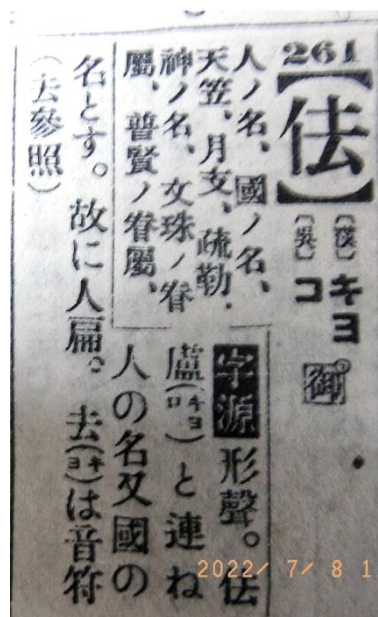 261
【佉】
〔漢〕キヨ
〔呉〕コ
御
人ノ名、國ノ名、
天笠、月支、疏勒.
神ノ名、文珠ノ眷
屬、普賢ノ眷屬、
字源 形聲。佉
盧(キヨロ)と連ね
人の名又國の
名とす。故に人扁。去(キヨ)は音符
(去參照)
2022/ 7/ 8 1